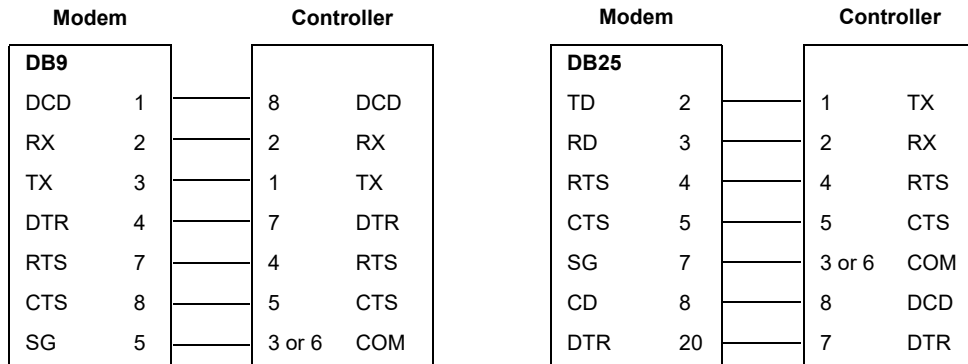 Modem Controller Modem Controller
DB9 DB25
DCD 1 8 DCD TD 2 1 TX
RX 2 2 RX RD 3 2 RX
TX 3 1 TX RTS 4 4 RTS
DTR 4 7 DTR CTS 5 5 CTS
RTS 7 4 RTS SG 7 3 or 6 COM
CTS 8 5 CTS CD 8 8 DCD
SG 5 3 or 6 COM DTR 20 7 DTR